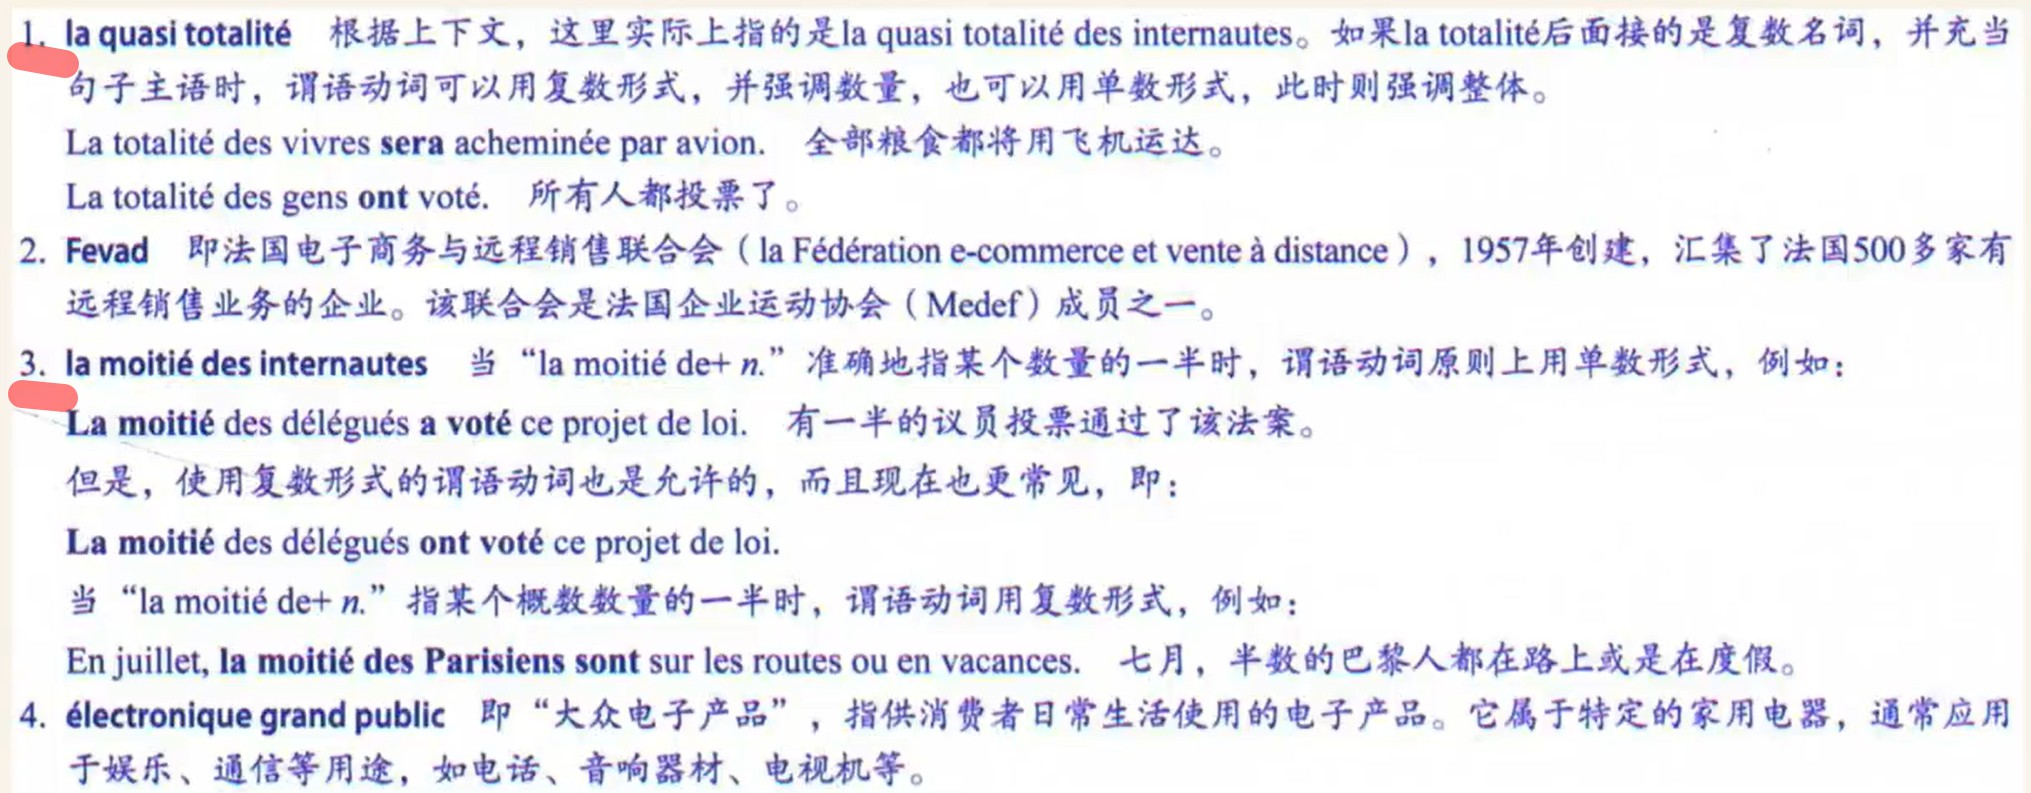 1. la quasi totalité 根据上下文，这里实际上指的是la quasi totalité des internautes。如果la totalité后面接的是复数名词，并充当
句子主语时，谓语动词可以用复数形式，并强调数量，也可以用单数形式，此时则强调整体。
La totalité des vivres sera acheminée par avion. 全部粮食都将用飞机运达。
La totalité des gens ont voté. 所有人都投票了。
2. Fevad 即法国电子商务与远程销售联合会（la Fédération e-commerce et vente à distance），1957年创建，汇集了法国500多家有
远程销售业务的企业。该联合会是法国企业运动协会（Medef）成员之一。
3. la moitié des internautes 当“la moitié de+ n.”准确地指某个数量的一半时，谓语动词原则上用单数形式，例如：
La moitié des délégués a voté ce projet de loi. 有一半的议员投票通过了该法案。
但是，使用复数形式的谓语动词也是允许的，而且现在也更常见，即：
La moitié des délégués ont voté ce projet de loi.
当“la moitié de+ n.”指某个概数数量的一半时，谓语动词用复数形式，例如：
En juillet, la moitié des Parisiens sont sur les routes ou en vacances. 七月，半数的巴黎人都在路上或是在度假。
4. électronique grand public 即“大众电子产品”，指供消费者日常生活使用的电子产品。它属于特定的家用电器，通常应用
于娱乐、通信等用途，如电话、音响器材、电视机等。